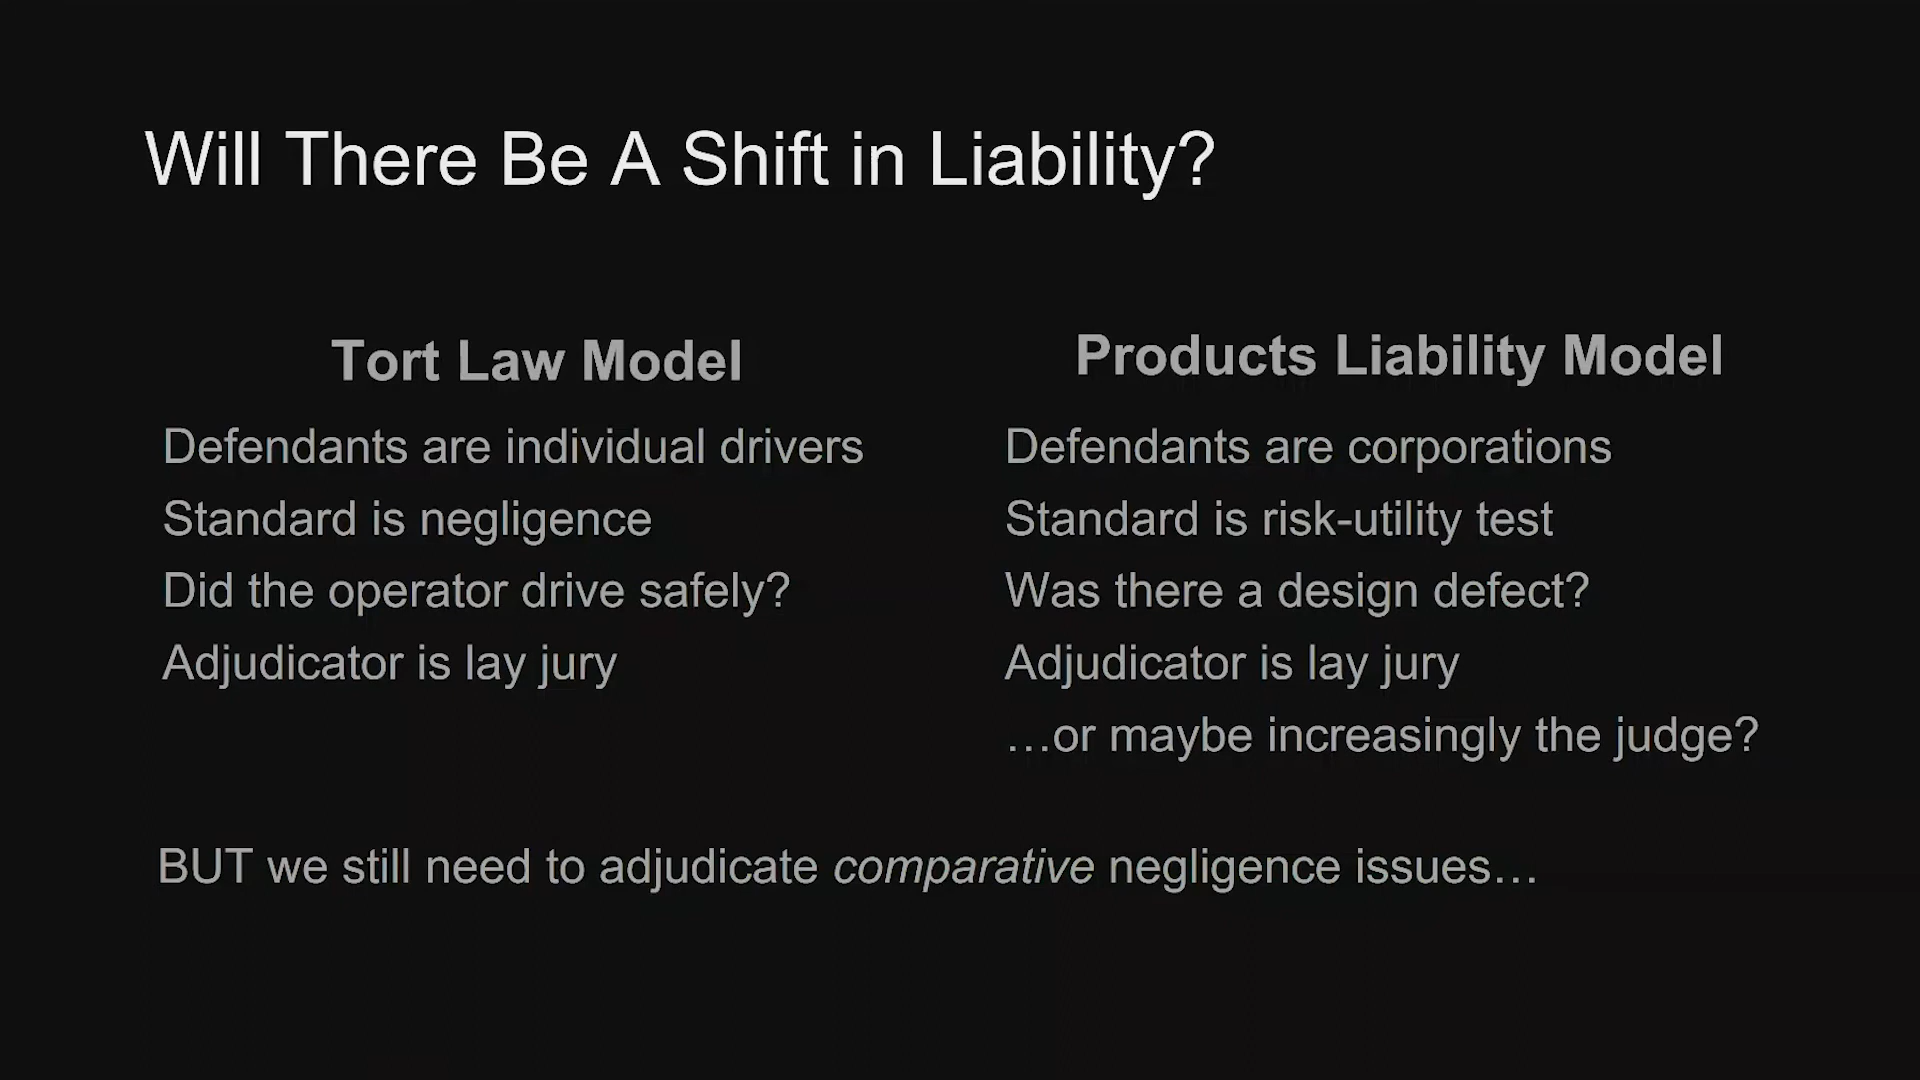 Will There Be A Shift in Liability?
Tort Law Model
Defendants are individual drivers
Standard is negligence
Did the operator drive safely?
Adjudicator is lay jury
Products Liability Model
Defendants are corporations
Standard is risk-utility test
Was there a design defect?
Adjudicator is lay jury
…or maybe increasingly the judge?
BUT we still need to adjudicate comparative negligence issues…